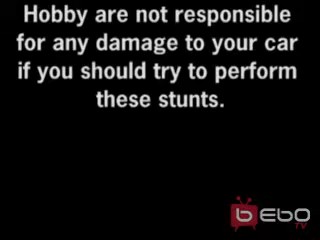 Hobby are not responsible
for any damage to your car
if you should try to perform
these stunts.
bEBO
TV